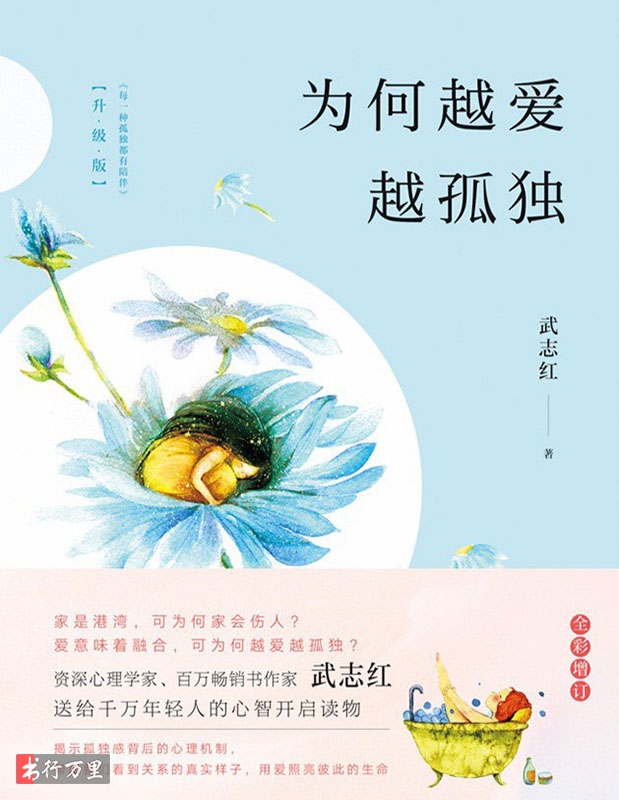 为何越爱
越孤独
《每一种孤独都有陪伴》
【升·级·版】
武志红
著
家是港湾，可为何家会伤人？
爱意味着融合，可为何越爱越孤独？
资深心理学家、百万畅销书作家 武志红
送给千万年轻人的心智开启读物
揭示孤独感背后的心理机制，
们看到关系的真实样子，用爱照亮彼此的生命
全彩增订
书行万里